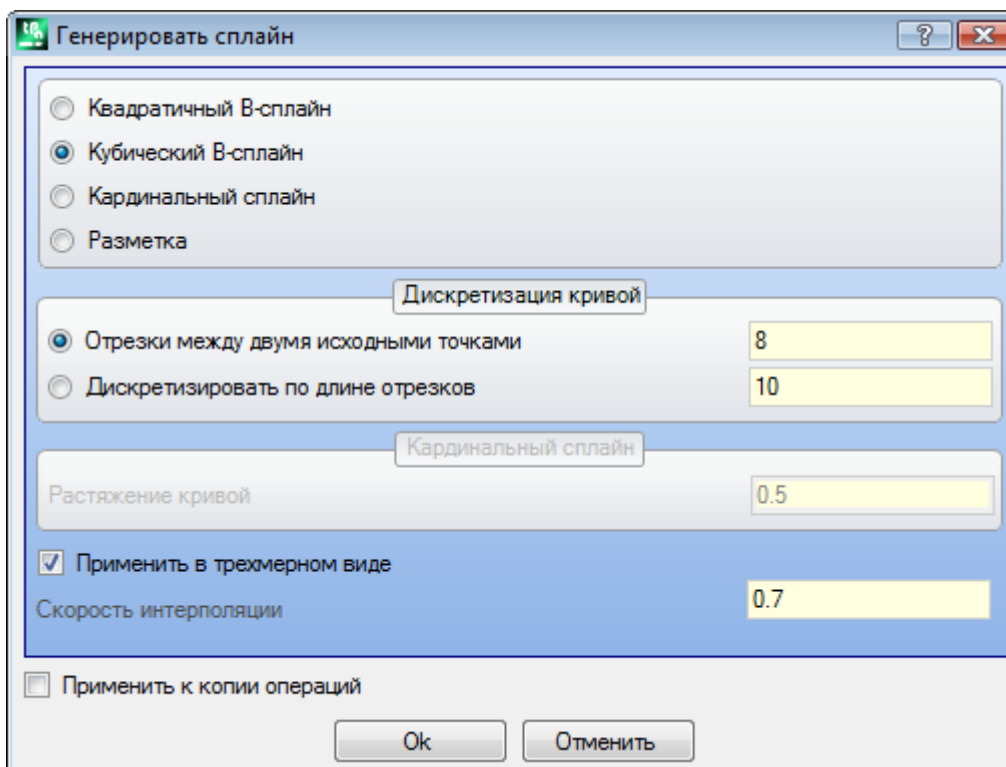 Генерировать сплайн
Квадратичный В-сплайн
Кубический В-сплайн
Кардинальный сплайн
Разметка
Дискретизация кривой
Отрезки между двумя исходными точками 8
Дискретизировать по длине отрезков 10
Кардинальный сплайн
Растяжение кривой 0.5
Применить в трехмерном виде
Скорость интерполяции 0.7
Применить к копии операций
Ok Отменить